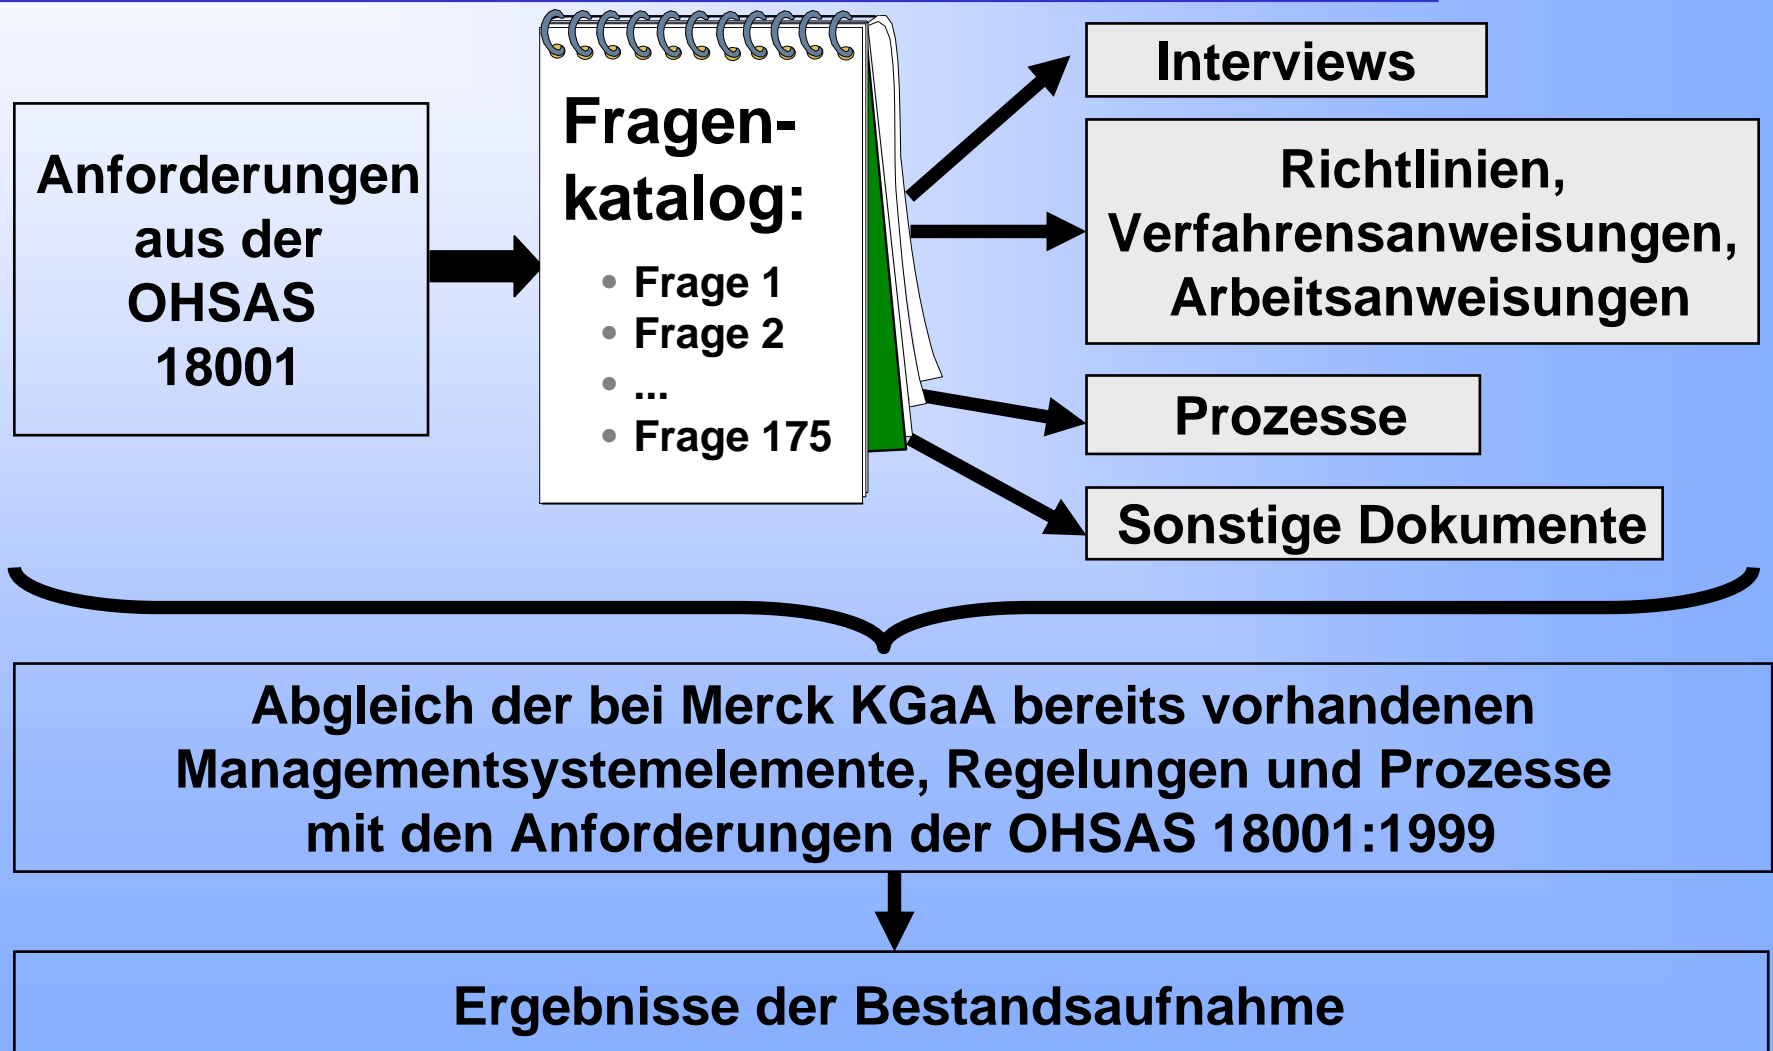 Anforderungen
aus der
OHSAS
18001
Fragen-
katalog:
• Frage 1
• Frage 2
• ...
• Frage 175
Interviews
Richtlinien,
Verfahrensanweisungen,
Arbeitsanweisungen
Prozesse
Sonstige Dokumente
Abgleich der bei Merck KGaA bereits vorhandenen
Managementsystemelemente, Regelungen und Prozesse
mit den Anforderungen der OHSAS 18001:1999
Ergebnisse der Bestandsaufnahme